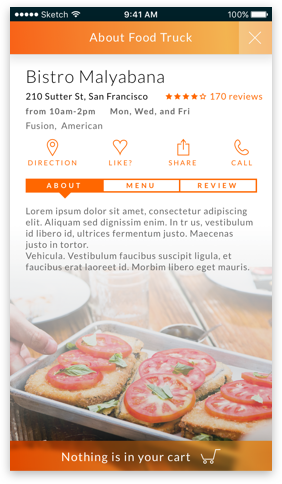 Sketch 9:41 AM 100%
About Food Truck
Bistro Malyabana
210 Sutter St, San Francisco 170 reviews
from 10am-2pm Mon, Wed, and Fri
Fusion, American
DIRECTION LIKE? SHARE CALL
ABOUT MENU REVIEW
Lorem ipsum dolor sit amet, consectetur adipiscing
elit. Aliquam sed dignissim enim. In tr us, vestibulum
id libero id, ultrices fermentum justo. Maecenas
justo in tortor.
Vehicula. Vestibulum faucibus suscipit ligula, et
faucibus erat laoreet id. Morbim libero eget mauris.
Nothing is in your cart